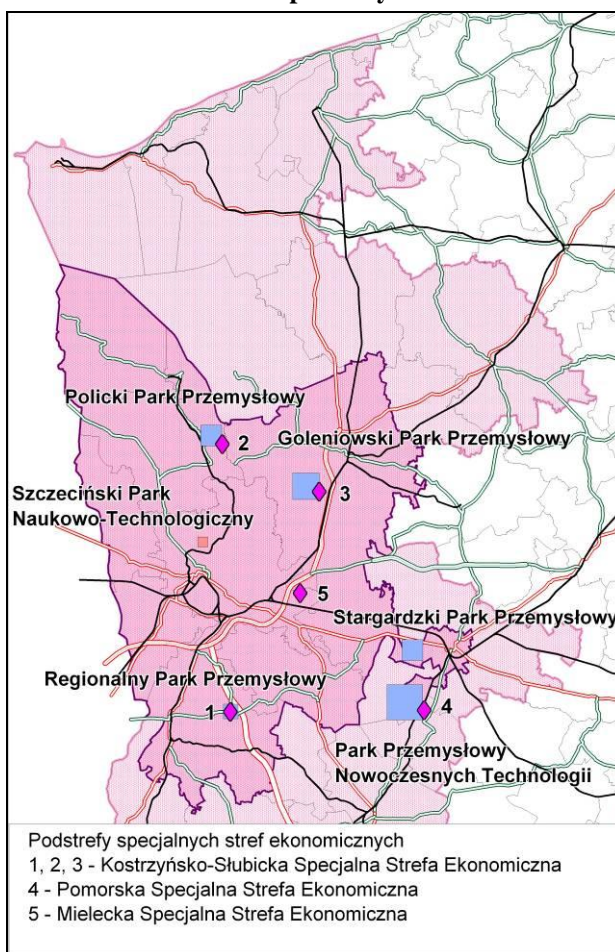 Policki Park Przemysłowy
2
Goleniowski Park Przemysłowy
Szczeciński Park
Naukowo-Technologiczny
3
5
Stargardzki Park Przemysłowy
Regionalny Park Przemysłowy
1
4
Park Przemysłowy
Nowoczesnych Technologii
Podstrefy specjalnych stref ekonomicznych
1, 2, 3 - Kostrzyńsko-Słubicka Specjalna Strefa Ekonomiczna
4 - Pomorska Specjalna Strefa Ekonomiczna
5 - Mielecka Specjalna Strefa Ekonomiczna